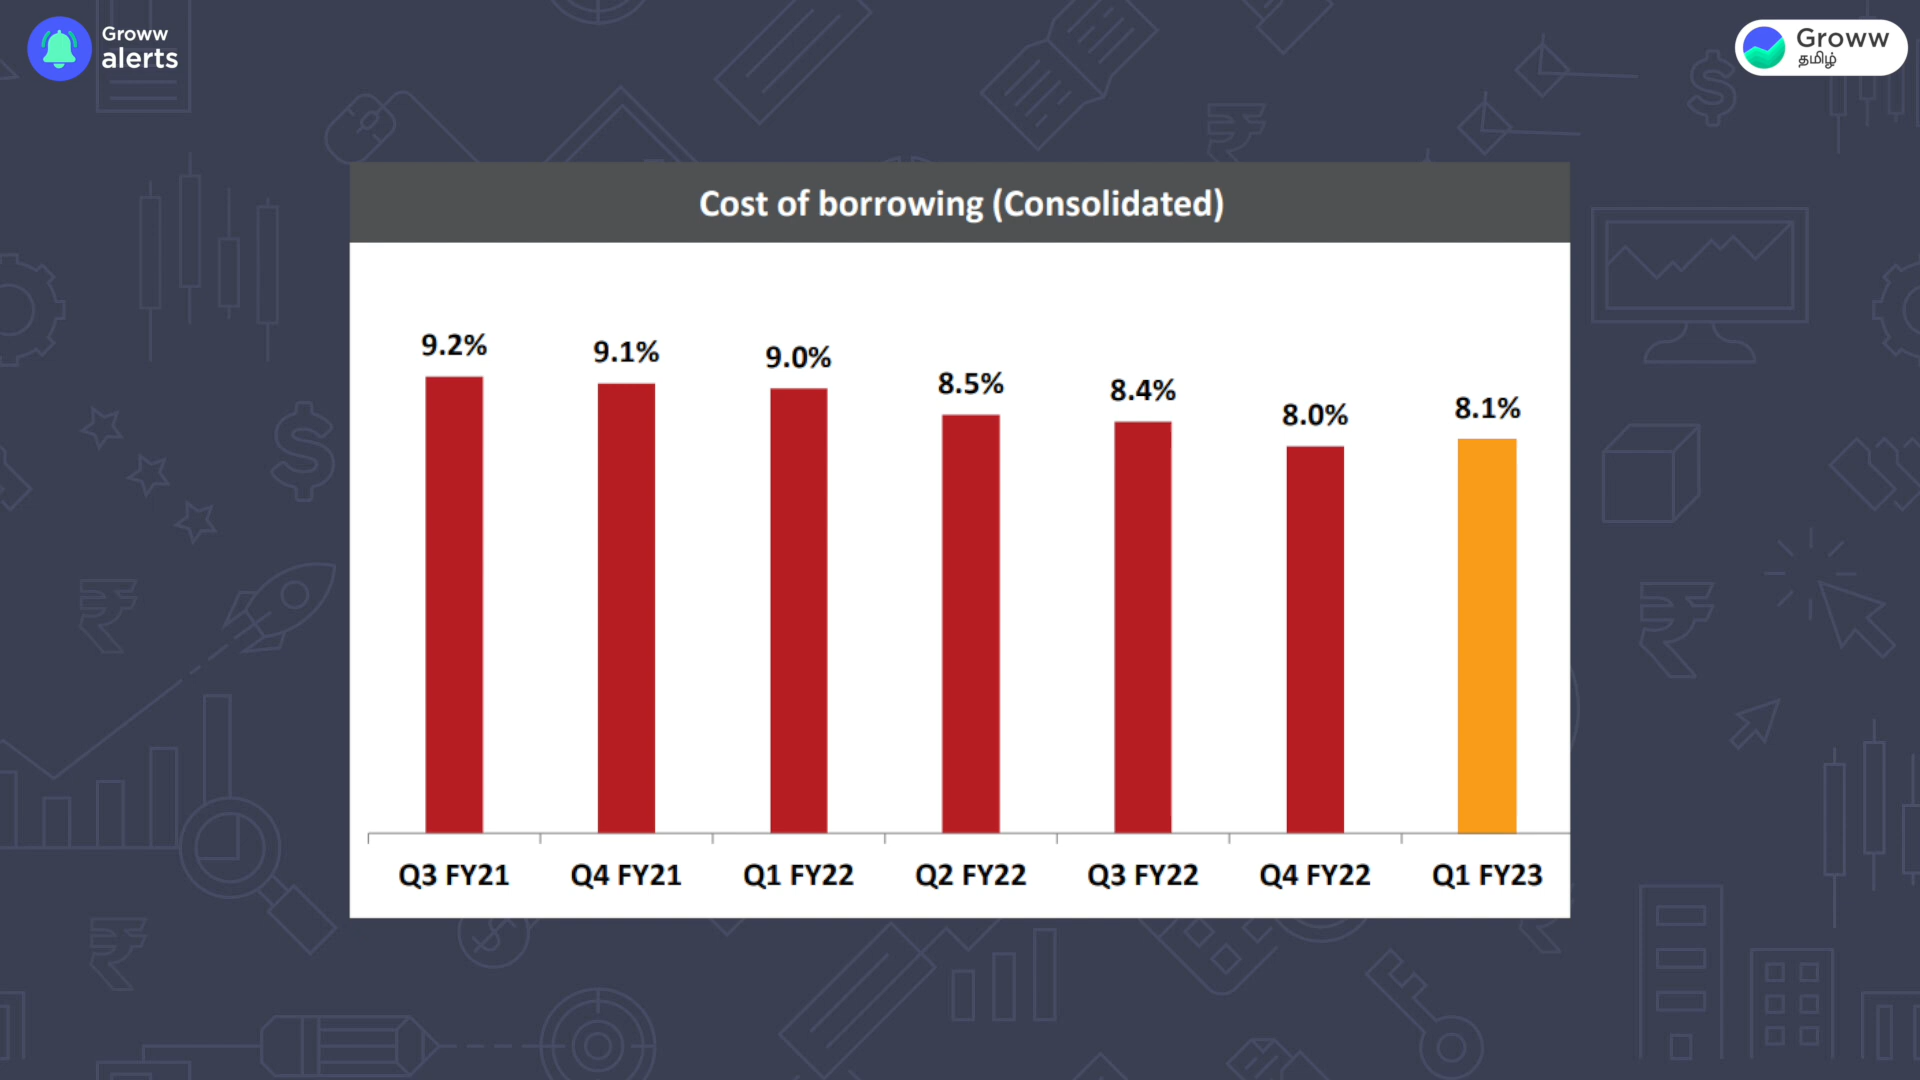 Groww
alerts
Groww
தமிழ்
Cost of borrowing (Consolidated)
9.2%
9.1%
9.0%
8.5%
8.4%
8.0%
8.1%
Q3 FY21
Q4 FY21
Q1 FY22
Q2 FY22
Q3 FY22
Q4 FY22
Q1 FY23